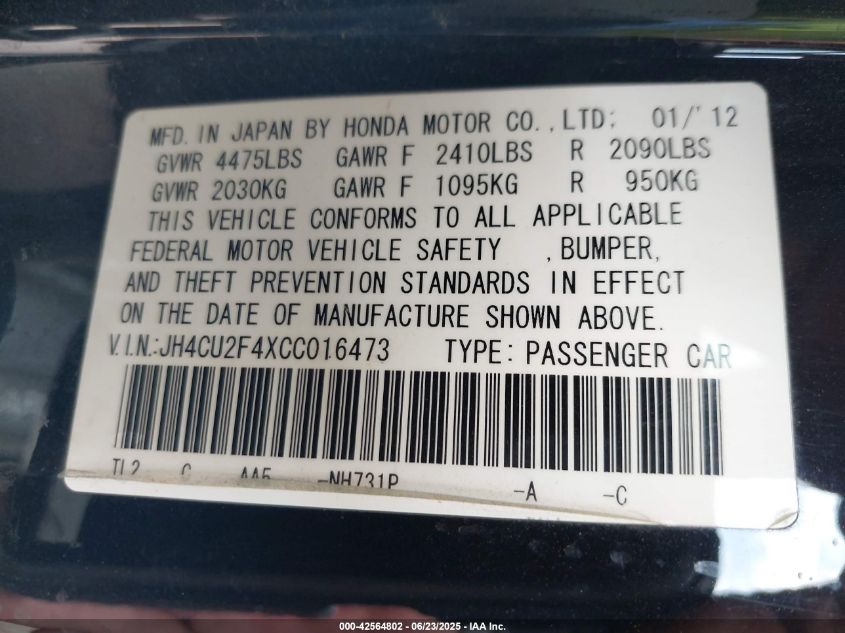 MFD. IN JAPAN BY HONDA MOTOR CO., LTD: 01/'12
GVWR 4475LBS GAWR F 2410LBS R 2090LBS
GVWR 2030KG GAWR F 1095KG R 950KG
THIS VEHICLE CONFORMS TO ALL APPLICABLE
FEDERAL MOTOR VEHICLE SAFETY , BUMPER,
AND THEFT PREVENTION STANDARDS IN EFFECT
ON THE DATE OF MANUFACTURE SHOWN ABOVE.
V.I.N.:JH4CU2F4XCC016473 TYPE: PASSENGER CAR
TL2 C AA5 -NH731P -A -C
000-42564802 - 06/23/2025 - IAA Inc.